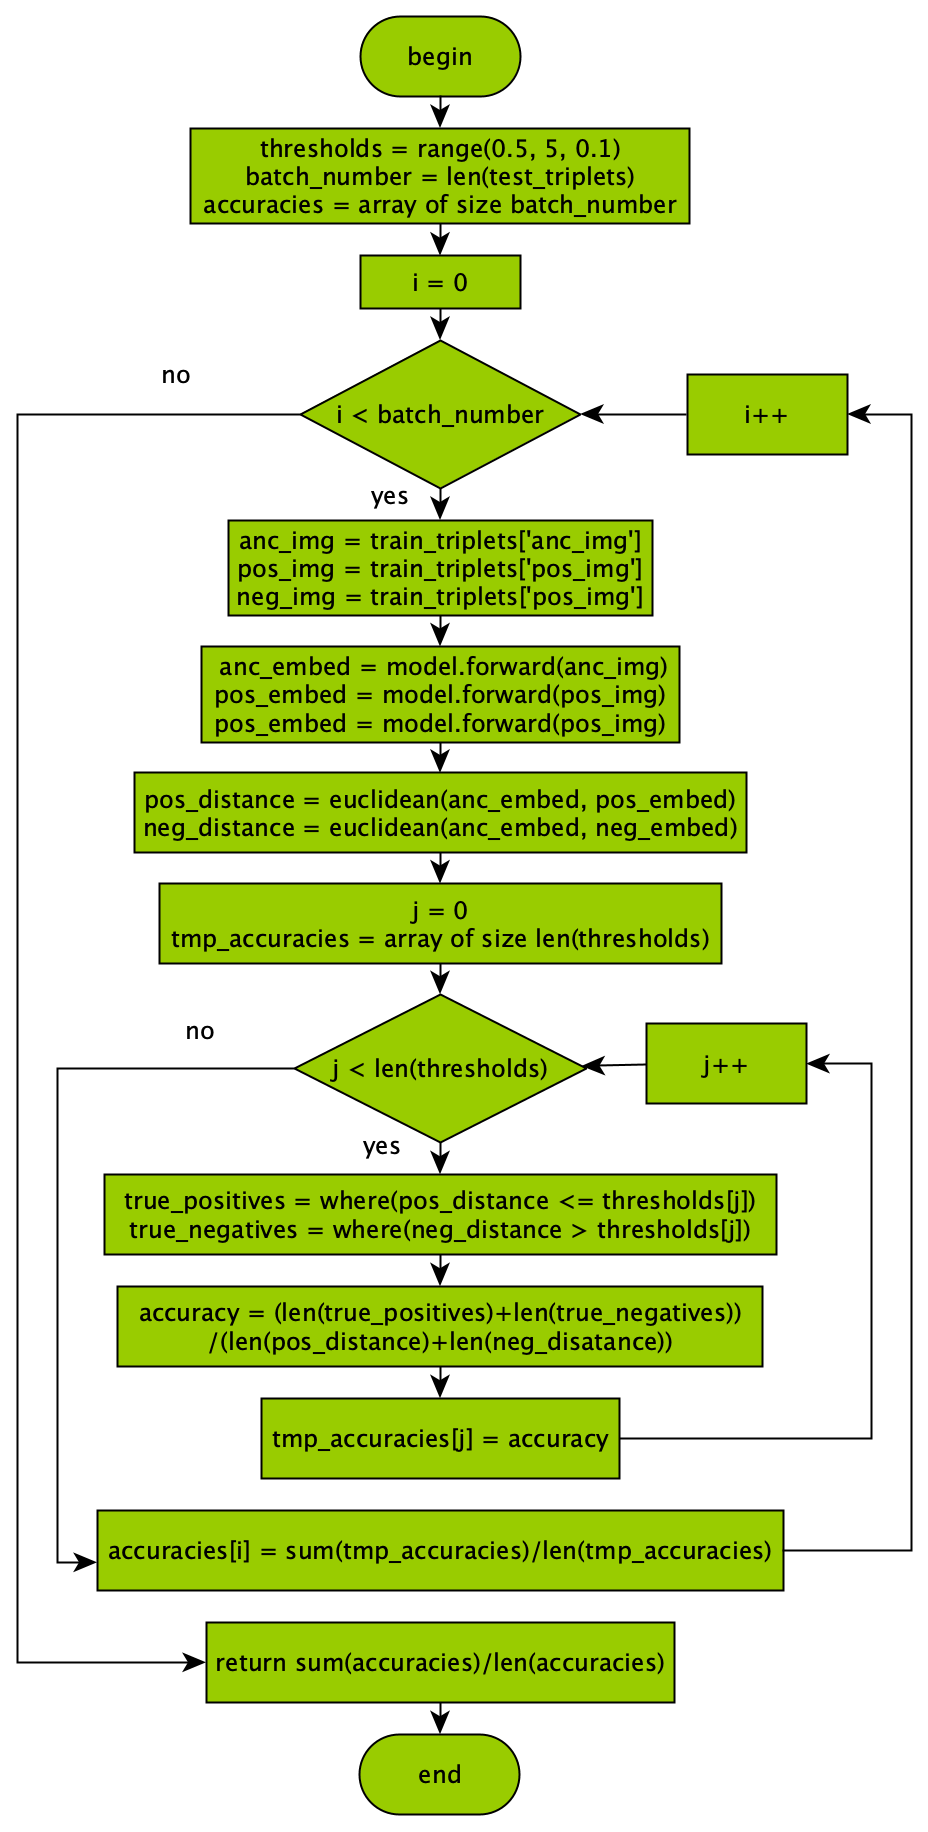 begin
thresholds = range(0.5, 5, 0.1)
batch_number = len(test_triplets)
accuracies = array of size batch_number
i = 0
no
i < batch_number
i++
yes
anc_img = train_triplets['anc_img']
pos_img = train_triplets['pos_img']
neg_img = train_triplets['pos_img']
anc_embed = model.forward(anc_img)
pos_embed = model.forward(pos_img)
pos_embed = model.forward(pos_img)
pos_distance = euclidean(anc_embed, pos_embed)
neg_distance = euclidean(anc_embed, neg_embed)
j = 0
tmp_accuracies = array of size len(thresholds)
no
j < len(thresholds)
j++
yes
true_positives = where(pos_distance <= thresholds[j])
true_negatives = where(neg_distance > thresholds[j])
accuracy = (len(true_positives)+len(true_negatives))
/(len(pos_distance)+len(neg_disatance))
tmp_accuracies[j] = accuracy
accuracies[i] = sum(tmp_accuracies)/len(tmp_accuracies)
return sum(accuracies)/len(accuracies)
end